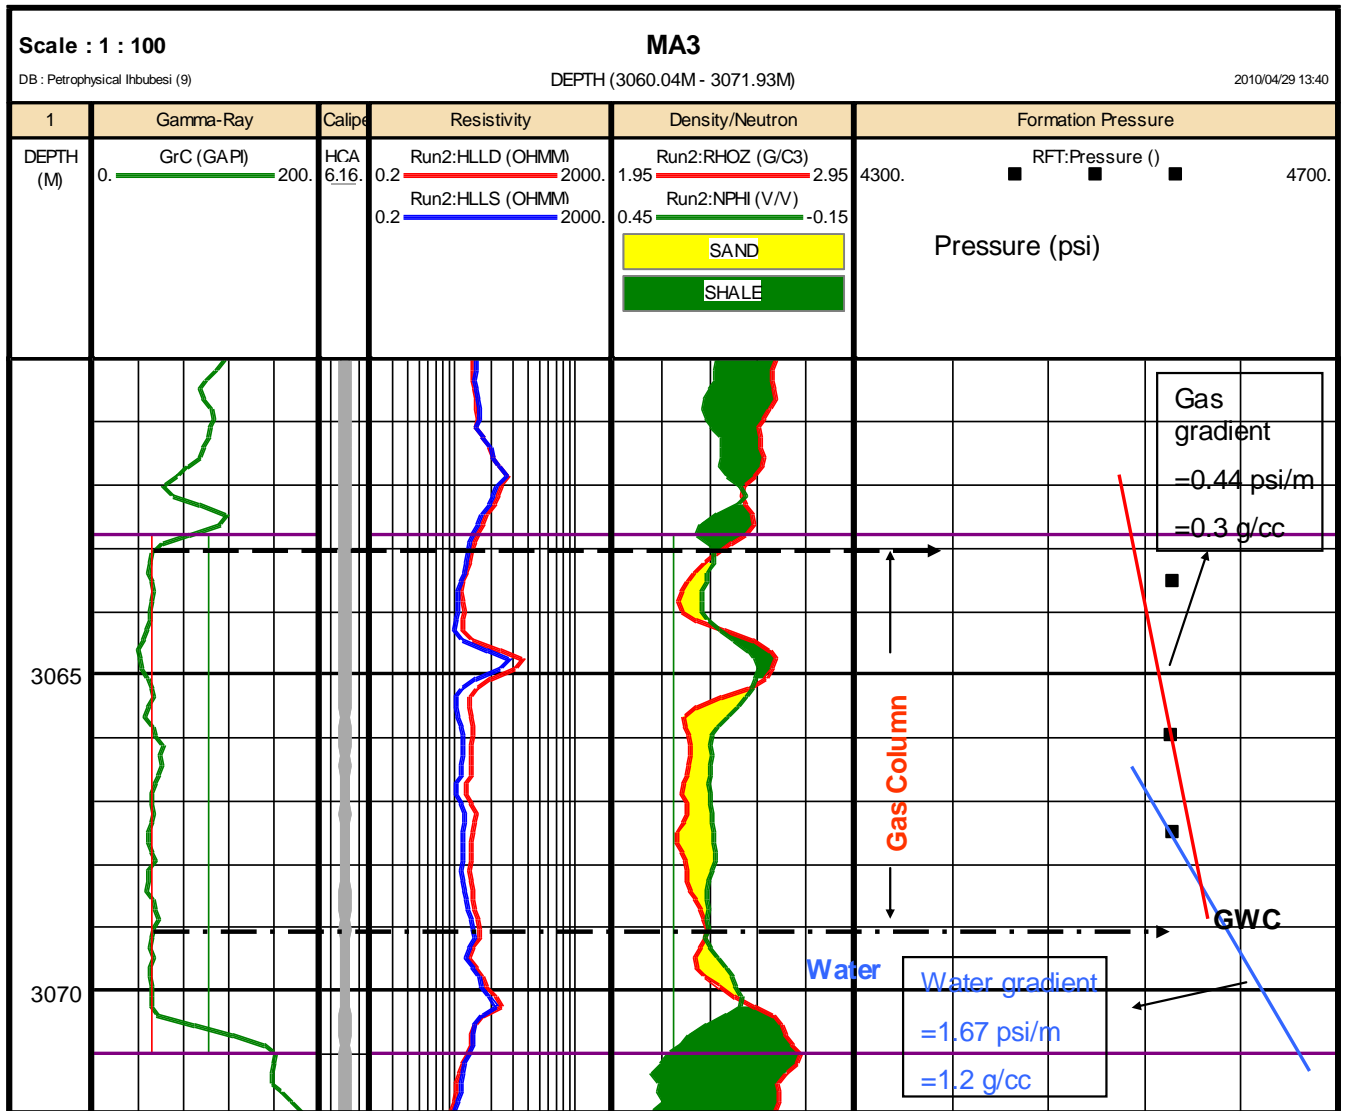 Scale : 1 : 100
MA3
DB : Petrophysical Ihbubesi (9)
DEPTH (3060.04M - 3071.93M)
2010/04/29 13:40
1 Gamma-Ray Calipe Resistivity Density/Neutron Formation Pressure
DEPTH
(M)
GrC (GAPI)
0. 200.
HCA
6.16.
Run2:HLLD (OHMM)
0.2 2000.
Run2:HLLS (OHMM)
0.2 2000.
Run2:RHOZ (G/C3)
1.95 2.95
Run2:NPHI (V/V)
0.45 -0.15
SAND
SHALE
RFT:Pressure ()
4300. 4700.
Pressure (psi)
Gas
gradient
=0.44 psi/m
=0.3 g/cc
3065
Gas Column
GWC
Water
3070
Water gradient
=1.67 psi/m
=1.2 g/cc